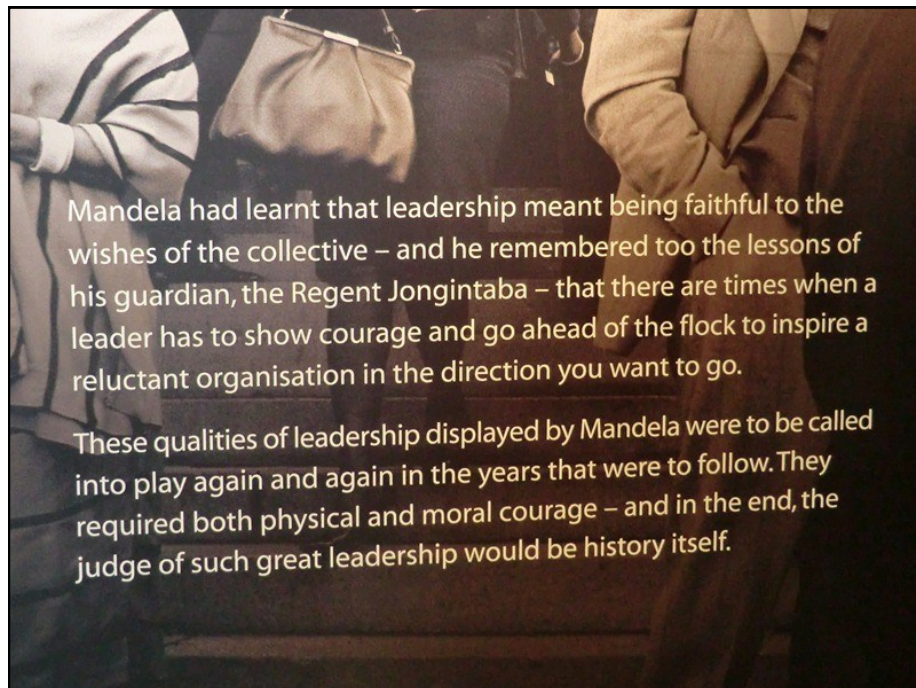 Mandela had learnt that leadership meant being faithful to the
wishes of the collective – and he remembered too the lessons of
his guardian, the Regent Jongintaba – that there are times when a
leader has to show courage and go ahead of the flock to inspire a
reluctant organisation in the direction you want to go.
These qualities of leadership displayed by Mandela were to be called
into play again and again in the years that were to follow. They
required both physical and moral courage – and in the end, the
judge of such great leadership would be history itself.